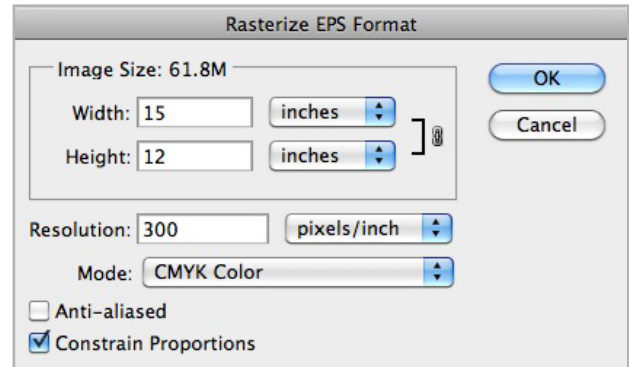 Rasterize EPS Format
Image Size: 61.8M
OK
Width: 15 inches
Cancel
Height: 12 inches
Resolution: 300 pixels/inch
Mode: CMYK Color
Anti-aliased
Constrain Proportions